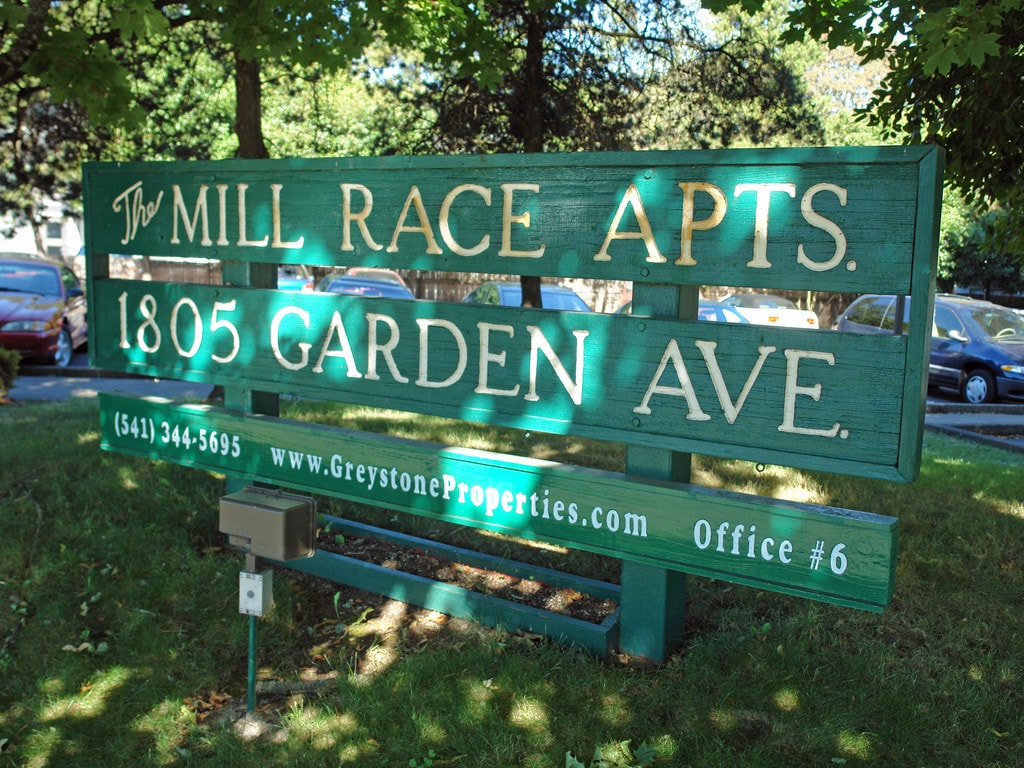 The MILL RACE APTS.
1805 GARDEN AVE.
(541) 344-5695 www.GreystoneProperties.com Office #6